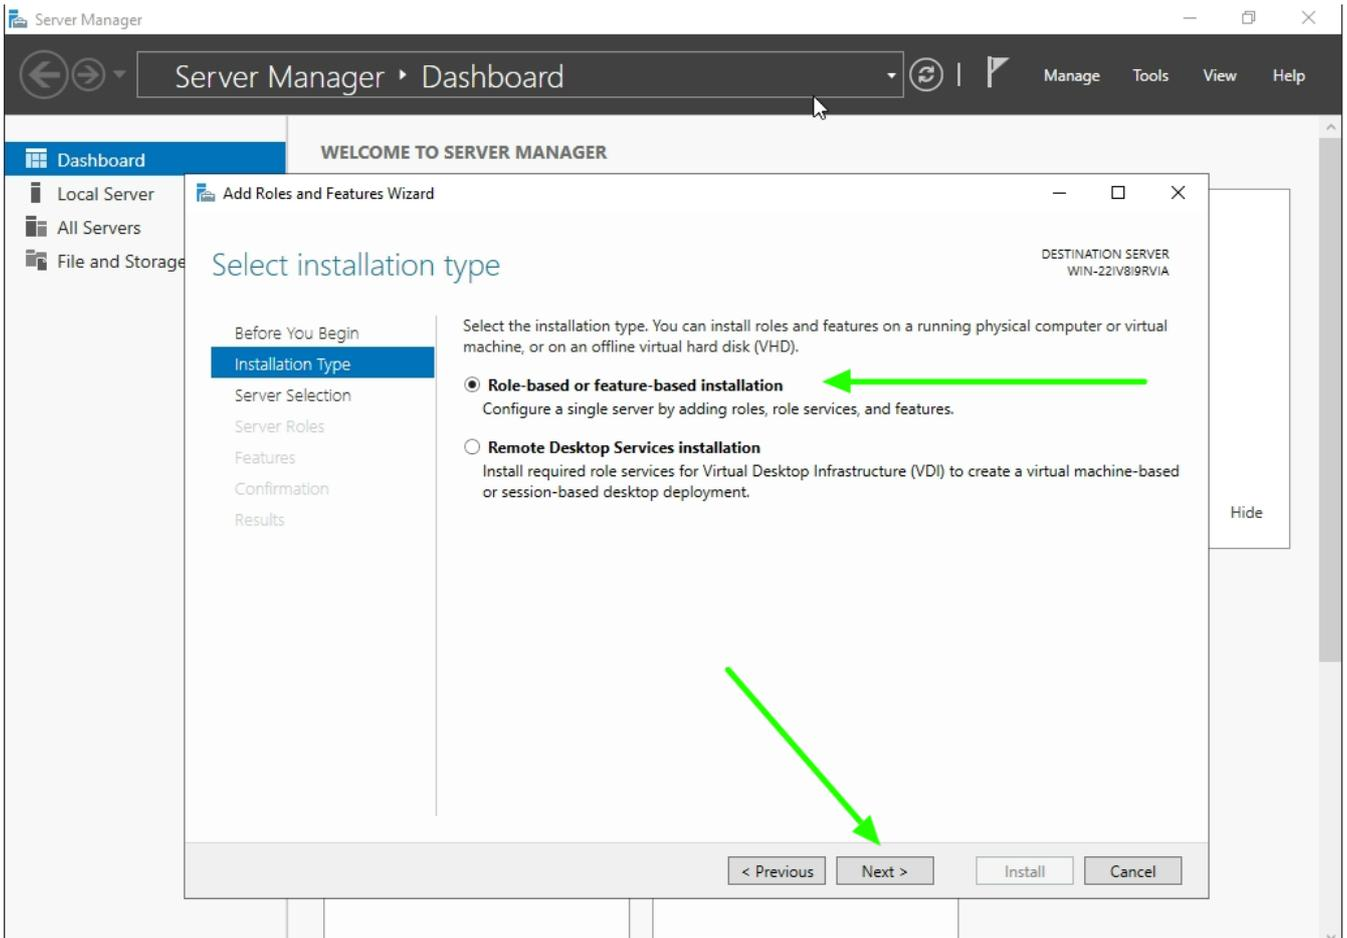 Server Manager
Server Manager ‣ Dashboard
Manage Tools View Help
Dashboard
Local Server
All Servers
File and Storage
WELCOME TO SERVER MANAGER
Add Roles and Features Wizard
Select installation type
DESTINATION SERVER
WIN-22IV8I9RVIA
Before You Begin
Installation Type
Server Selection
Server Roles
Features
Confirmation
Results
Select the installation type. You can install roles and features on a running physical computer or virtual
machine, or on an offline virtual hard disk (VHD).
Role-based or feature-based installation
Configure a single server by adding roles, role services, and features.
Remote Desktop Services installation
Install required role services for Virtual Desktop Infrastructure (VDI) to create a virtual machine-based
or session-based desktop deployment.
Hide
< Previous
Next >
Install
Cancel